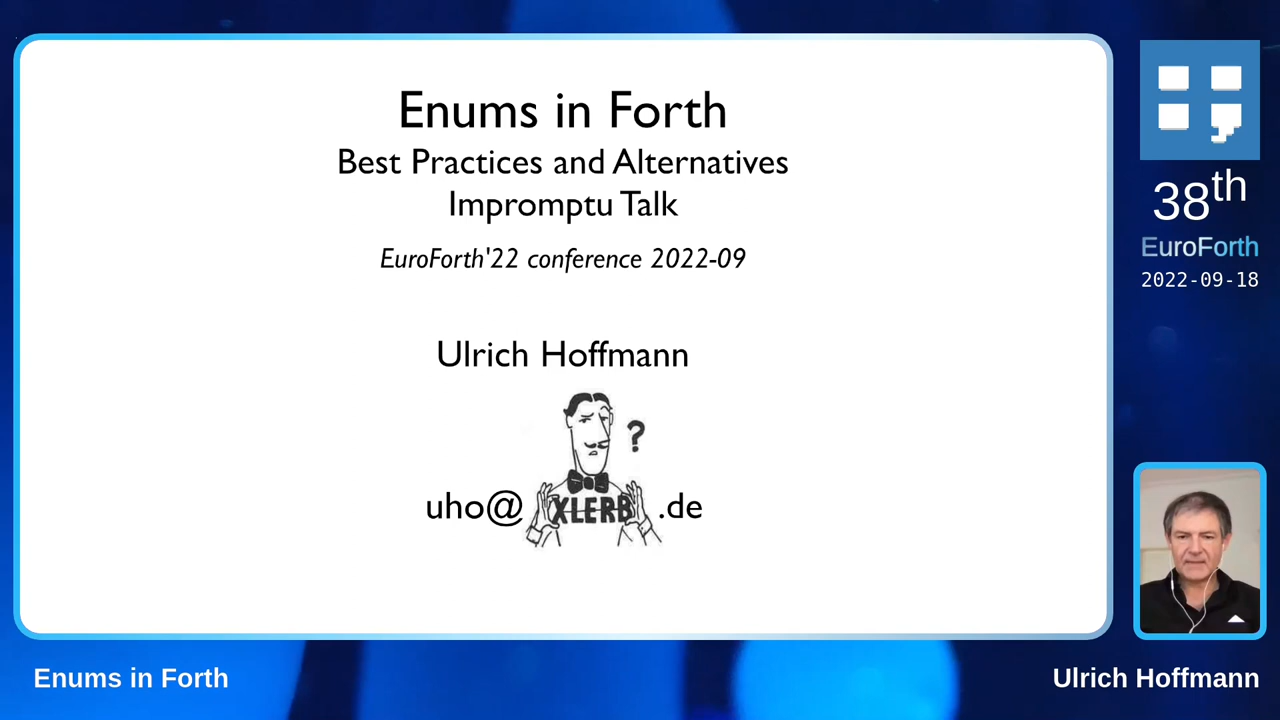 Enums in Forth
Best Practices and Alternatives
Impromptu Talk
EuroForth'22 conference 2022-09
Ulrich Hoffmann
?
uho@XLERB.de
38th
EuroForth
2022-09-18
Enums in Forth
Ulrich Hoffmann